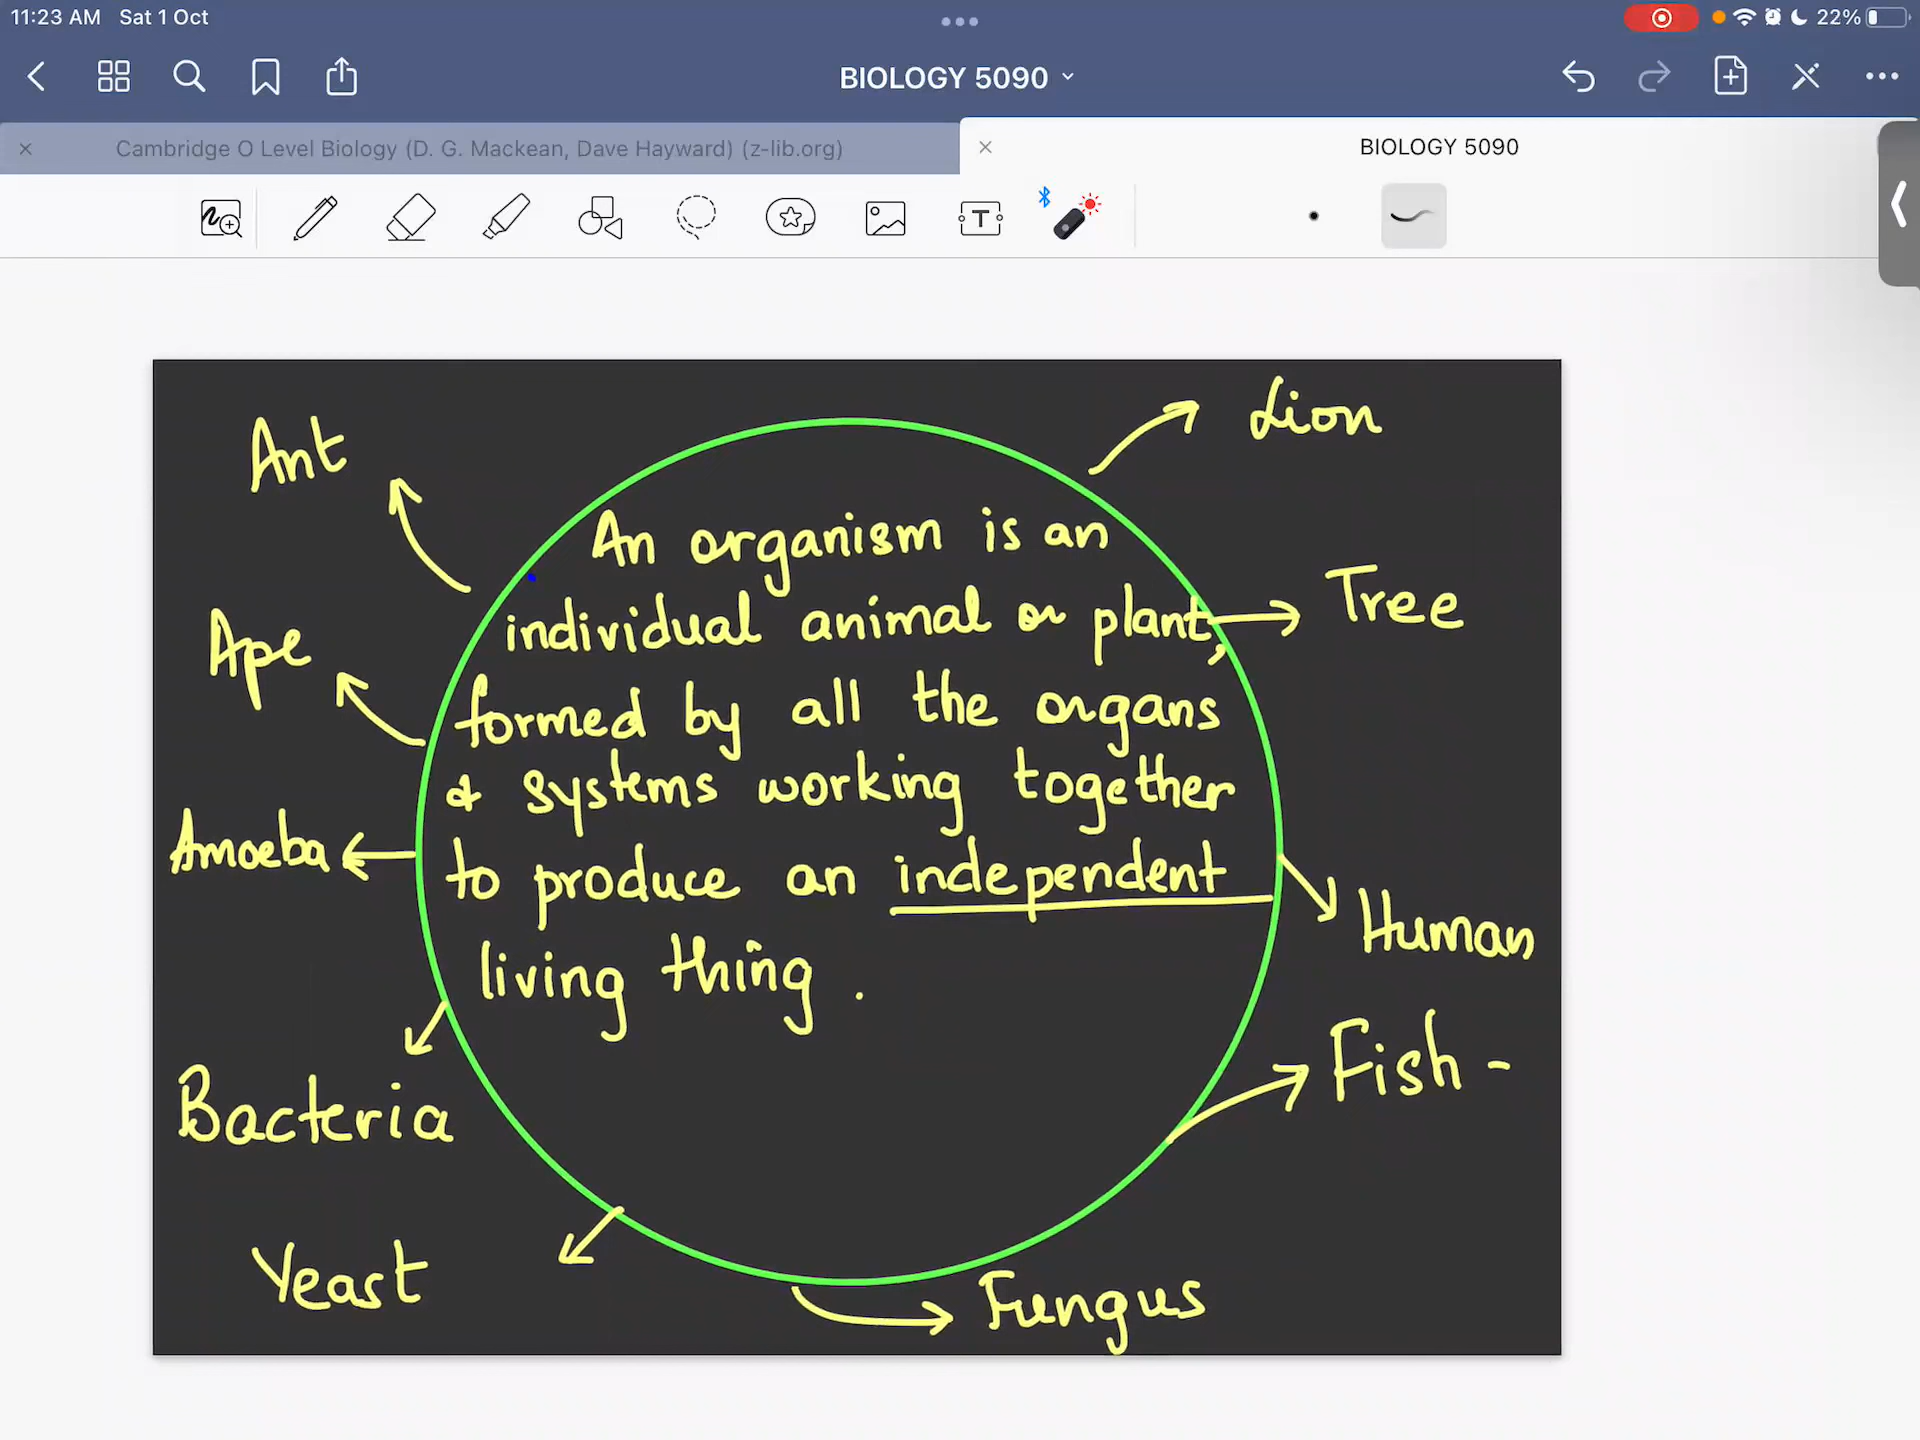 11:23 AM Sat 1 Oct
22%
BIOLOGY 5090
Cambridge O Level Biology (D. G. Mackean, Dave Hayward) (z-lib.org)
BIOLOGY 5090
T
Ant
Lion
An organism is an
individual animal or plant,
formed by all the organs
& systems working together
to produce an independent
living thing.
Tree
Ape
Amoeba
Human
Bacteria
Fish -
Yeast
Fungus